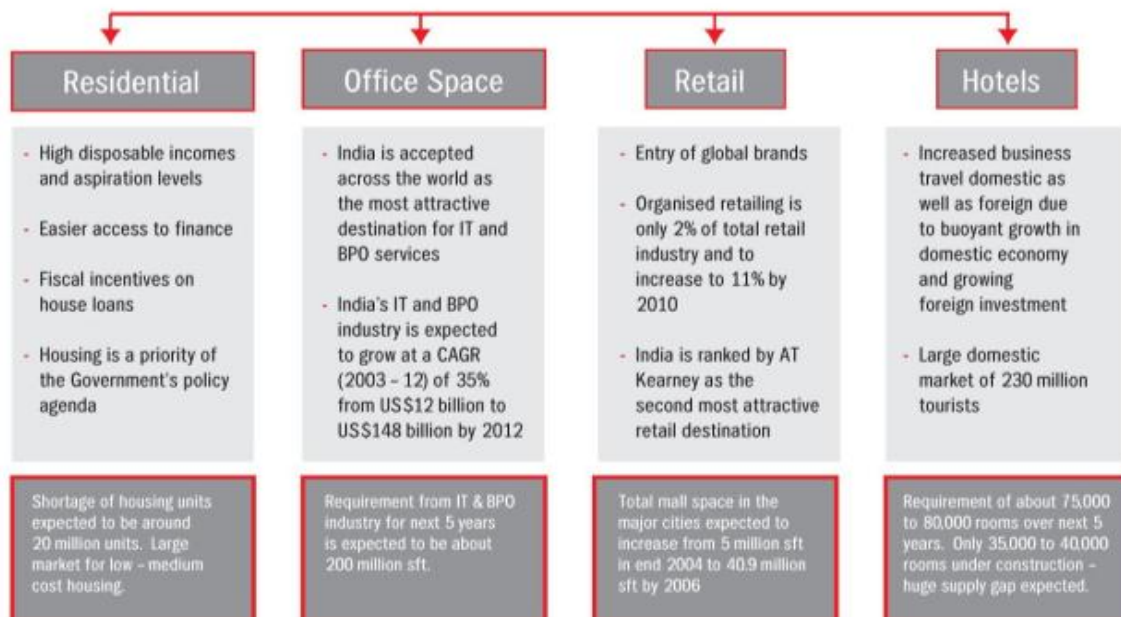 Residential
Office Space
Retail
Hotels
- High disposable incomes
and aspiration levels
- Easier access to finance
- Fiscal incentives on
house loans
- Housing is a priority of
the Government's policy
agenda
- India is accepted
across the world as
the most attractive
destination for IT and
BPO services
- India's IT and BPO
industry is expected
to grow at a CAGR
(2003 – 12) of 35%
from US$12 billion to
US$148 billion by 2012
- Entry of global brands
- Organised retailing is
only 2% of total retail
industry and to
increase to 11% by
2010
- India is ranked by AT
Kearney as the
second most attractive
retail destination
- Increased business
travel domestic as
well as foreign due
to buoyant growth in
domestic economy
and growing
foreign investment
- Large domestic
market of 230 million
tourists
Shortage of housing units
expected to be around
20 million units. Large
market for low – medium
cost housing.
Requirement from IT & BPO
industry for next 5 years
is expected to be about
200 million sft.
Total mall space in the
major cities expected to
increase from 5 million sft
in end 2004 to 40.9 million
sft by 2006
Requirement of about 75,000
to 80,000 rooms over next 5
years. Only 35,000 to 40,000
rooms under construction –
huge supply gap expected.